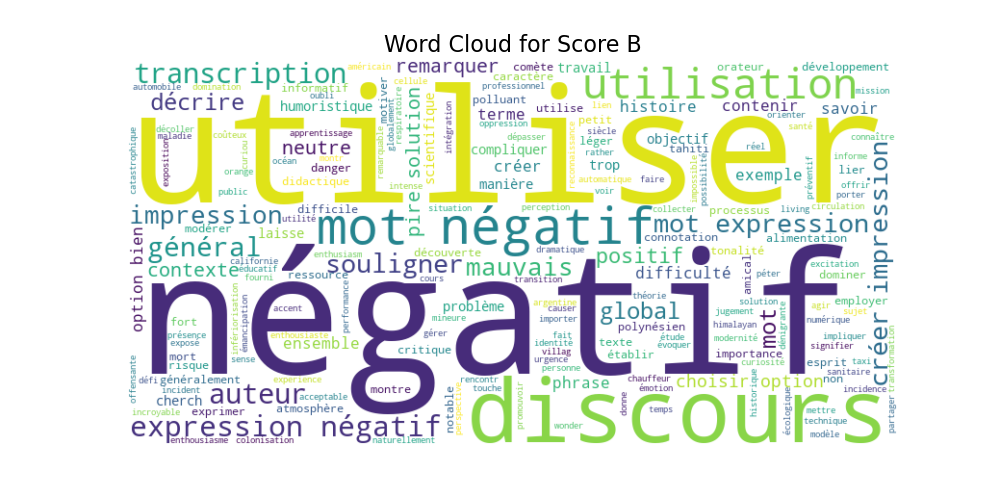 Word Cloud for Score B
transcription
américain
remarquer
comète
travail
orateur
développement
automobile
domination
informatif
cellule
caractère
professionnel
utilisation
mission
décrire
oubli
humoristique
motiver
globalement
respiratoire
polluant
utilise
lien
histoire
contenir
orienter
savoir
décoller
maladie
coûteux
curiou
apprentissage
neutre
montr
danger
didactique
orange
océan
public
exposition
catastrophique
utiliser
pire solution
remarquable
scientifique
intégration
terme
oppression
petit
siècle
léger
rather
dépasser
compliquer
créer
manière
tahiti
trop
objectif
réel
santé
connaître
exemple
informe
lier
offrir
porter
reconnaissance
automatique
faire
voir
impossible
possibilité
préventif
intense
impression
modérer
utilité
difficile
situation
perception
collecter
processus
living
alimentation
laisse
mot négatif
mot expression
connotation
tonalité
général
californie
enthusiasm
souligner
découverte
dramatique
positif
excitation
contexte
éducatif
fourni
ressource
cours
mauvais
transition
difficulté
amical
péter
dominer
option bien
négatif
créer impression
infériorisation
émancipation
accent
performance
problème
mineure
argentine
causer
importer
théorie
global
solution
jugement
dénigrante
agir
employer
sujet
numérique
fort
présence
expose
enthousiaste
ensemble
gérer
critique
fait
identité
villag
urgence
personne
texte
polynésien
établir
étude
évoquer
himalayan
modernité
mot
importance
curiosité
impliquer
signifier
esprit
taxi
sanitaire
transformation
mort
risque
sense
défi
généralement
incident
cherch
expérience
montre
rencontr
touche
phrase
chauffeur
émotion
choisir option
non
incidence
offensante
incroyable
exprimer
auteur
acceptable
atmosphère
notable
perspective
promouvoir
discours
donne
temps
historique
écologique
mettre
technique
modèle
partager
expression négatif
enthousiasme
colonisation
naturellement
wonder
circulation